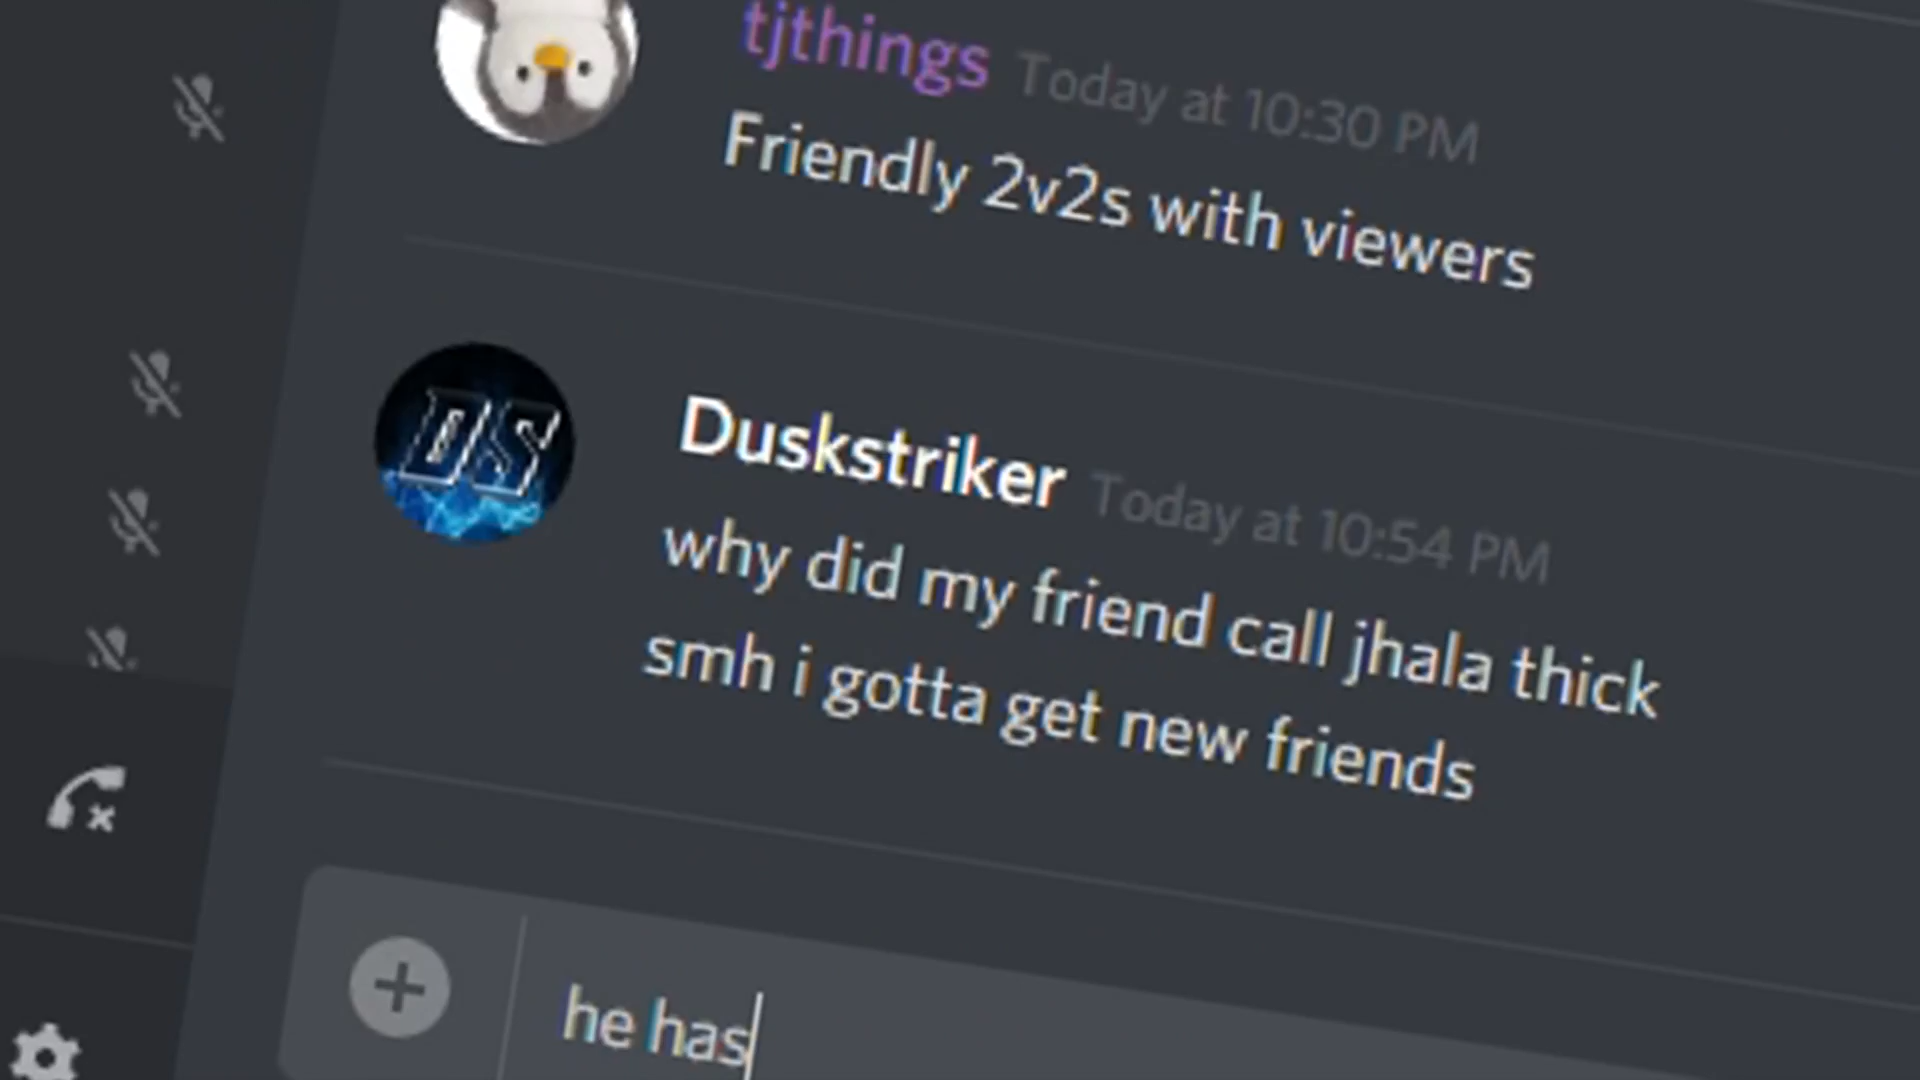 tjthings Today at 10:30 PM
Friendly 2v2s with viewers
DS
Duskstriker Today at 10:54 PM
why did my friend call jhala thick
smh i gotta get new friends
he has